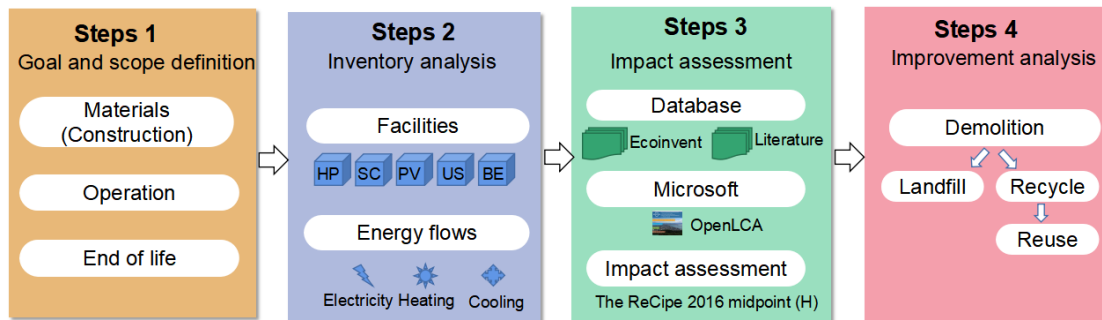 Steps 1
Goal and scope definition
Materials
(Construction)
Operation
End of life
Steps 2
Inventory analysis
Facilities
HP SC PV US BE
Energy flows
Electricity Heating Cooling
Steps 3
Impact assessment
Database
Ecoinvent Literature
Microsoft
OpenLCA
Impact assessment
The ReCipe 2016 midpoint (H)
Steps 4
Improvement analysis
Demolition
Landfill Recycle
Reuse